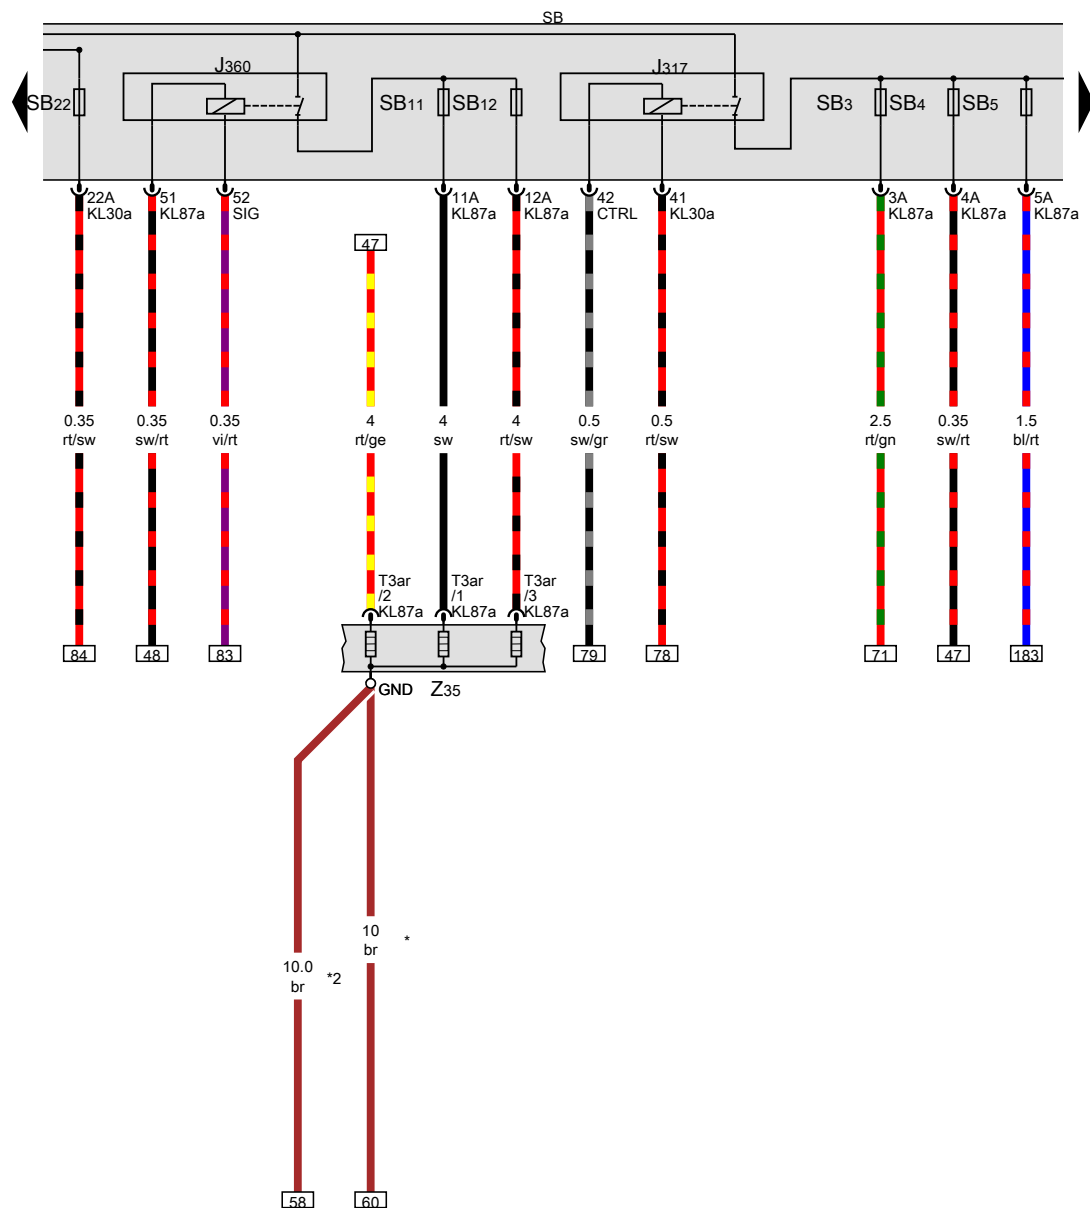 SB
J360
J317
SB22
SB11
SB12
SB3
SB4
SB5
22A
KL30a
51
KL87a
52
SIG
11A
KL87a
12A
KL87a
42
CTRL
41
KL30a
3A
KL87a
4A
KL87a
5A
KL87a
47
0.35
rt/sw
0.35
sw/rt
0.35
vi/rt
4
rt/ge
4
sw
4
rt/sw
0.5
sw/gr
0.5
rt/sw
2.5
rt/gn
0.35
sw/rt
1.5
bl/rt
T3ar
/2
KL87a
T3ar
/1
KL87a
T3ar
/3
KL87a
84
48
83
79
78
71
47
183
GND
Z35
10
br
*
10.0
br
*2
58
60